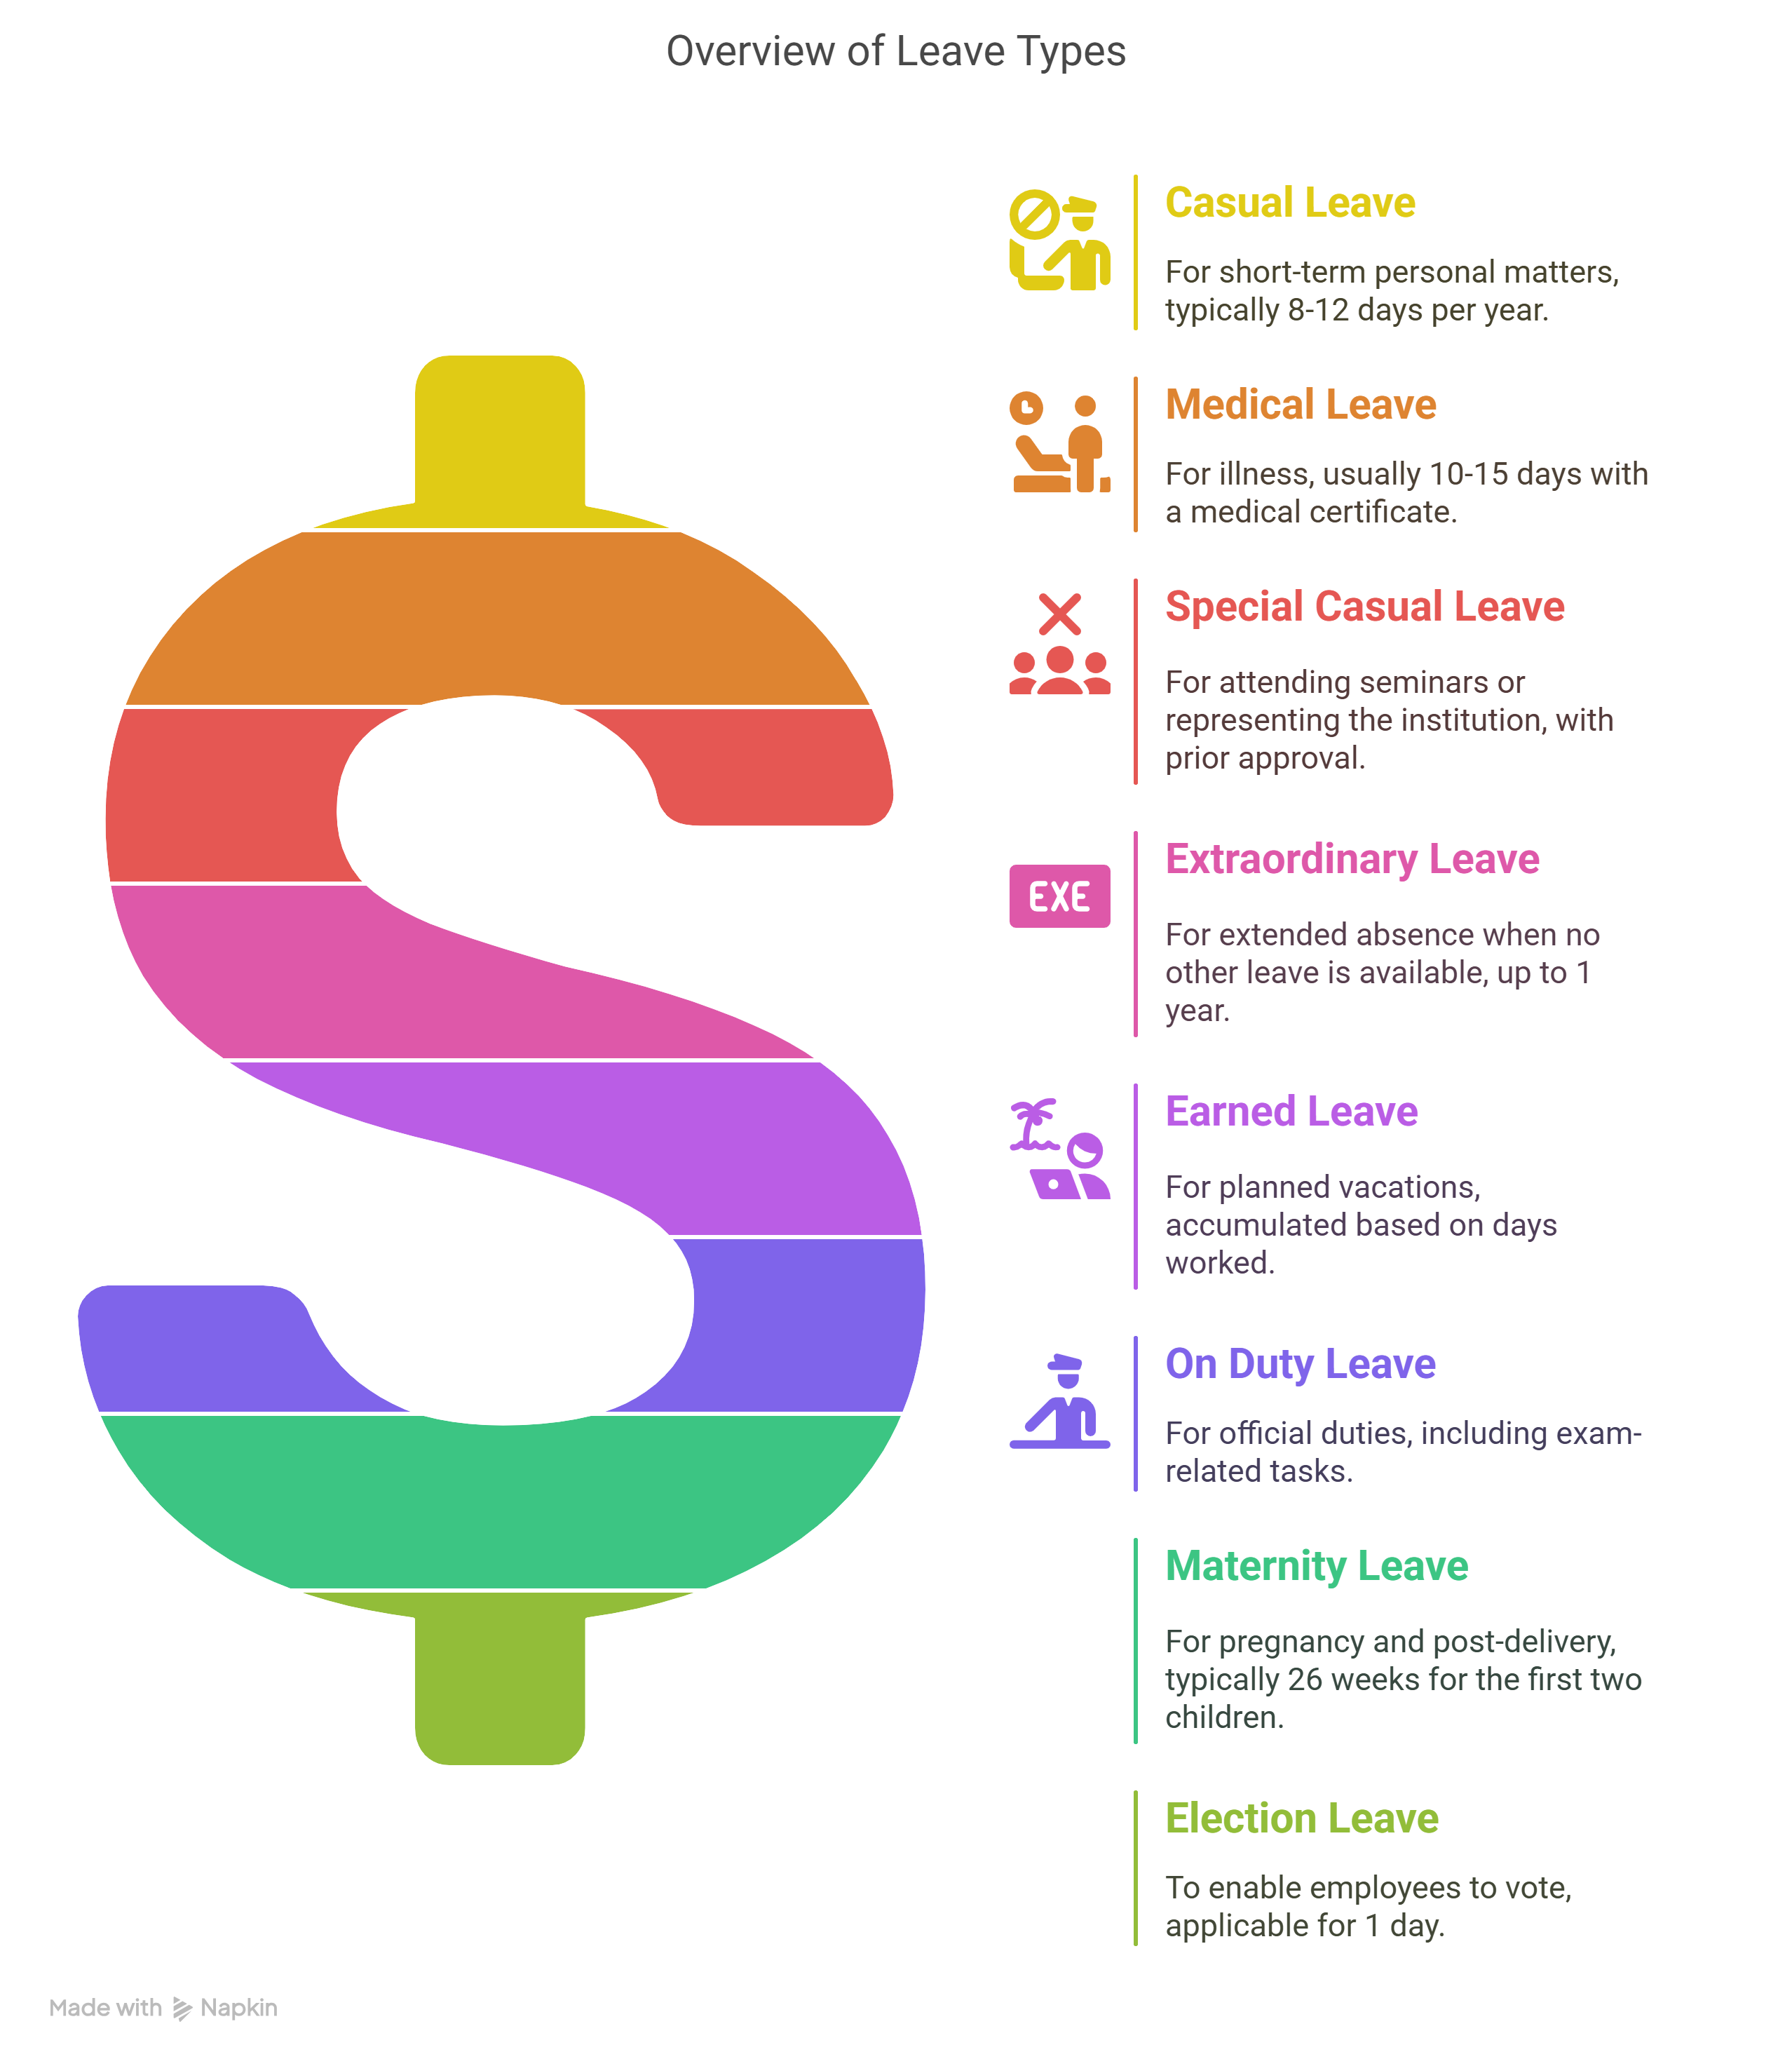 Overview of Leave Types
Casual Leave
For short-term personal matters,
typically 8-12 days per year.
Medical Leave
For illness, usually 10-15 days with
a medical certificate.
Special Casual Leave
For attending seminars or
representing the institution, with
prior approval.
EXE
Extraordinary Leave
For extended absence when no
other leave is available, up to 1
year.
Earned Leave
For planned vacations,
accumulated based on days
worked.
On Duty Leave
For official duties, including exam-
related tasks.
Maternity Leave
For pregnancy and post-delivery,
typically 26 weeks for the first two
children.
Election Leave
To enable employees to vote,
applicable for 1 day.
Made with Napkin